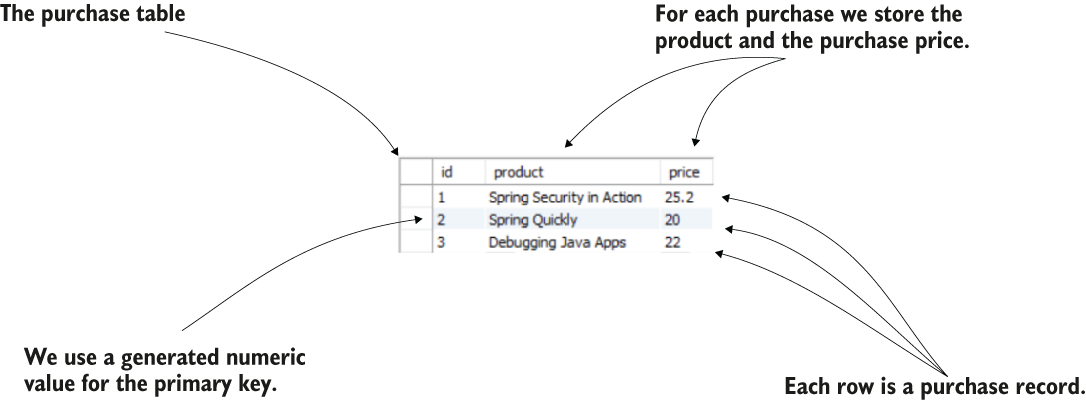 The purchase table
For each purchase we store the
product and the purchase price.
id product price
1 Spring Security in Action 25.2
2 Spring Quickly 20
3 Debugging Java Apps 22
We use a generated numeric
value for the primary key.
Each row is a purchase record.